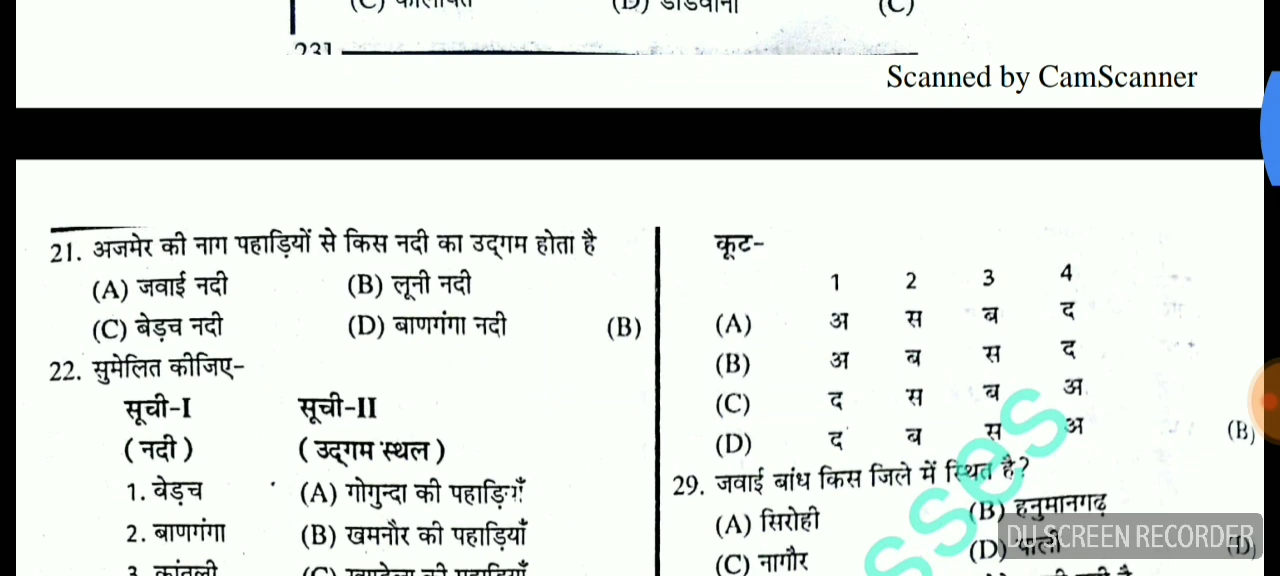 231
Scanned by CamScanner
21. अजमेर की नाग पहाड़ियों से किस नदी का उद्‌गम होता है
(A) जवाई नदी (B) लूनी नदी
(C) बेड़च नदी (D) बाणगंगा नदी (B)
22. सुमेलित कीजिए-
सूची-I सूची-II
(नदी) (उद्‌गम स्थल)
1. बेड़च (A) गोगुन्दा की पहाड़ियाँ
2. बाणगंगा (B) खमनौर की पहाड़ियाँ
कूट-
1 2 3 4
(A) अ स ब द
(B) अ ब स द
(C) द स ब अ
(D) द ब स अ (B)
29. जवाई बांध किस जिले में स्थित है?
(A) सिरोही (B) हनुमानगढ़
(C) नागौर (D) पाली (D)
sses
DU SCREEN RECORDER